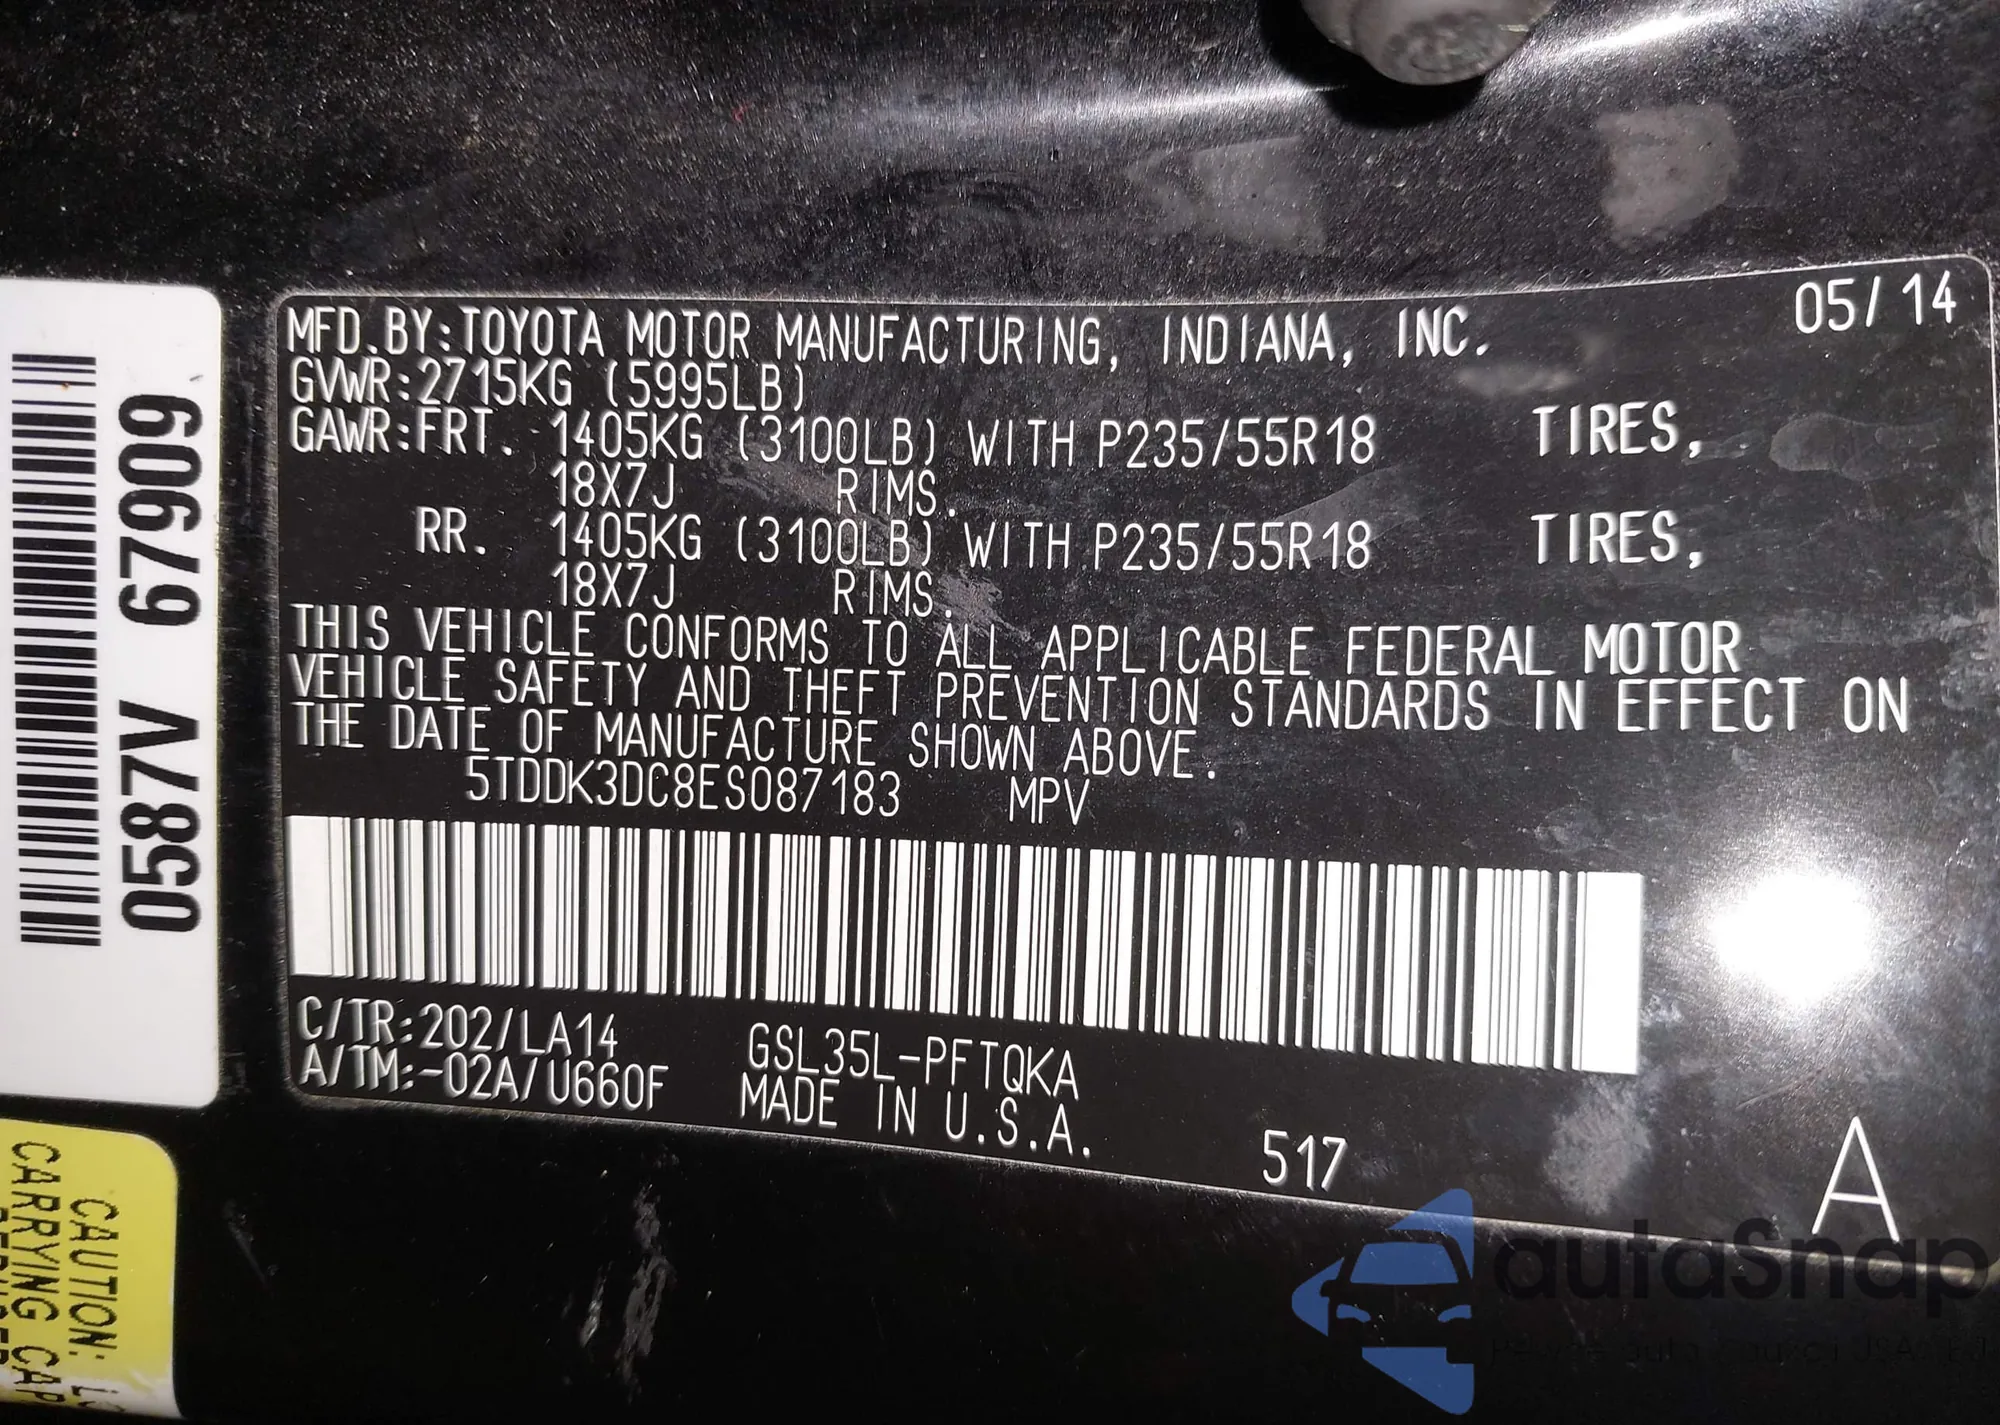 MFD.BY:TOYOTA MOTOR MANUFACTURING, INDIANA, INC. 05/14
GVWR:2715KG (5995LB)
GAWR:FRT. 1405KG (3100LB) WITH P235/55R18 TIRES,
18X7J RIMS.
RR. 1405KG (3100LB) WITH P235/55R18 TIRES,
18X7J RIMS.
THIS VEHICLE CONFORMS TO ALL APPLICABLE FEDERAL MOTOR
VEHICLE SAFETY AND THEFT PREVENTION STANDARDS IN EFFECT ON
THE DATE OF MANUFACTURE SHOWN ABOVE.
5TDDK3DC8ES087183 MPV
C/TR:202/LA14 GSL35L-PFTQKA
A/TM:-02A/U660F MADE IN U.S.A.
517 A
0587V 67909
CAUTION:
CARRYING CAP
autaSnap